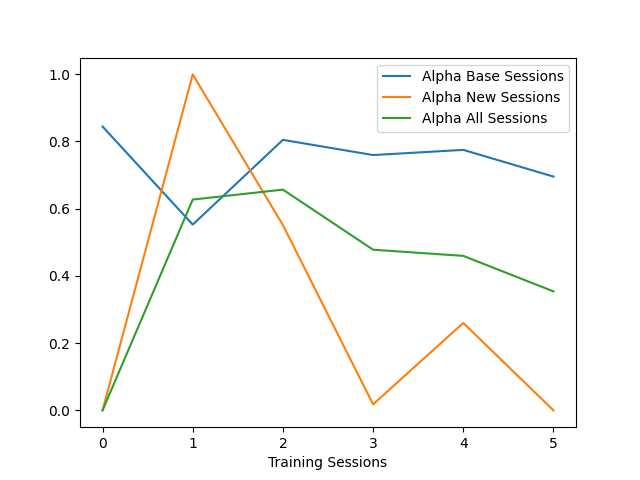 1.0
0.8
0.6
0.4
0.2
0.0
Alpha Base Sessions
Alpha New Sessions
Alpha All Sessions
0 1 2 3 4 5
Training Sessions